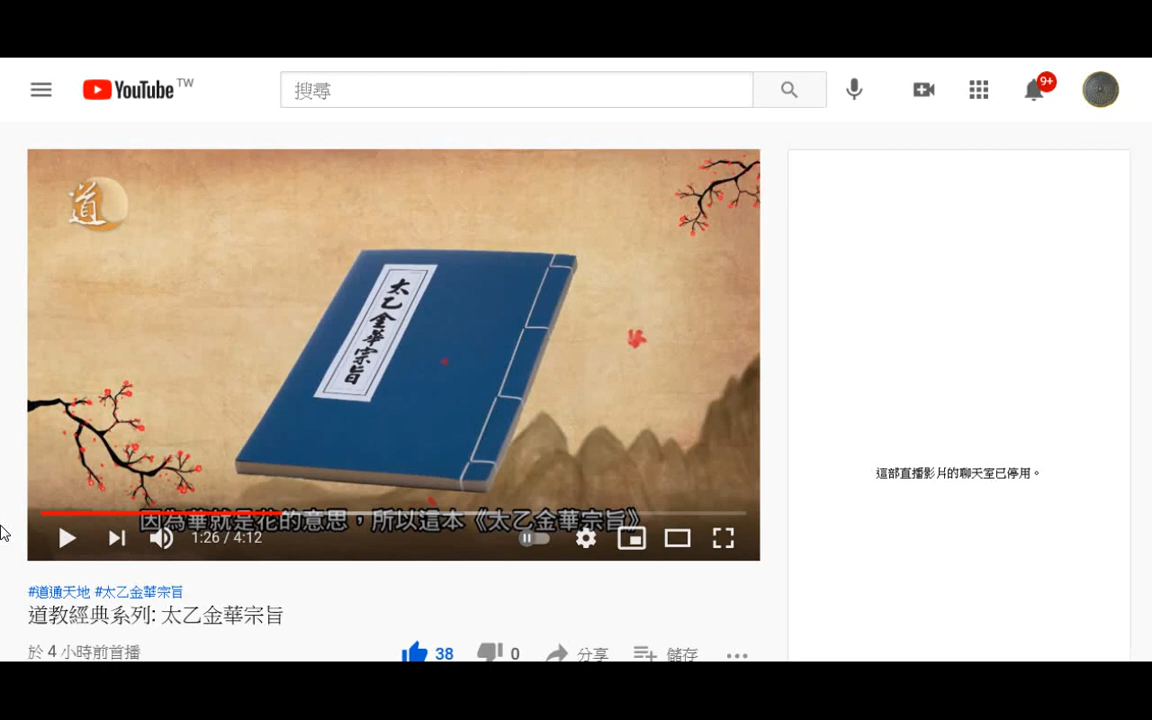 YouTube TW
搜尋
9+
道
太乙金華宗旨
因為華就是花的意思，所以這本《太乙金華宗旨》
1:26 / 4:12
這部直播影片的聊天室已停用。
#道通天地 #太乙金華宗旨
道教經典系列: 太乙金華宗旨
於 4 小時前首播
38
0
分享
儲存